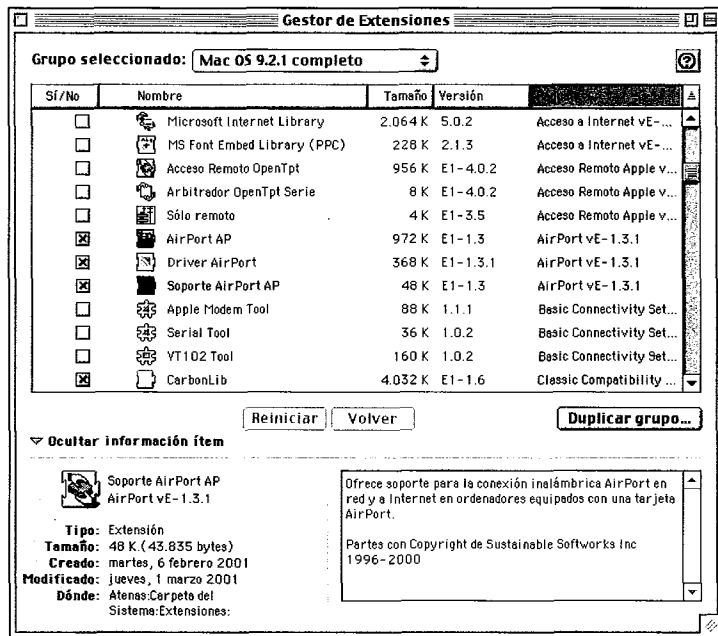 Gestor de Extensiones
Grupo seleccionado: Mac OS 9.2.1 completo
Sí/No Nombre Tamaño Versión
Microsoft Internet Library 2.064 K 5.0.2 Acceso a Internet vE-...
MS Font Embed Library (PPC) 228 K 2.1.3 Acceso a Internet vE-...
Acceso Remoto OpenTpt 956 K E1-4.0.2 Acceso Remoto Apple v...
Arbitrador OpenTpt Serie 8 K E1-4.0.2 Acceso Remoto Apple v...
Sólo remoto 4 K E1-3.5 Acceso Remoto Apple v...
AirPort AP 972 K E1-1.3 AirPort vE-1.3.1
Driver AirPort 368 K E1-1.3.1 AirPort vE-1.3.1
Soporte AirPort AP 48 K E1-1.3 AirPort vE-1.3.1
Apple Modem Tool 88 K 1.1.1 Basic Connectivity Set...
Serial Tool 36 K 1.0.2 Basic Connectivity Set...
VT102 Tool 160 K 1.0.2 Basic Connectivity Set...
CarbonLib 4.032 K E1-1.6 Classic Compatibility ...
Reiniciar Volver Duplicar grupo...
Ocultar información ítem
Soporte AirPort AP
AirPort vE-1.3.1
Tipo: Extensión
Tamaño: 48 K.(43.835 bytes)
Creado: martes, 6 febrero 2001
Modificado: jueves, 1 marzo 2001
Dónde: Atenas:Carpeta del
Sistema:Extensiones:
Ofrece soporte para la conexión inalámbrica AirPort en
red y a Internet en ordenadores equipados con una tarjeta
AirPort.
Partes con Copyright de Sustainable Softworks Inc
1996-2000